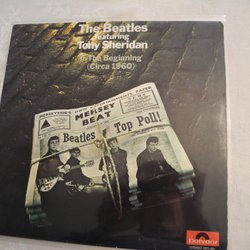 The Beatles
featuring
Tony Sheridan
In The Beginning
(Circa 1960)
MERSEY
BEAT
Beatles Top Poll!
Polydor